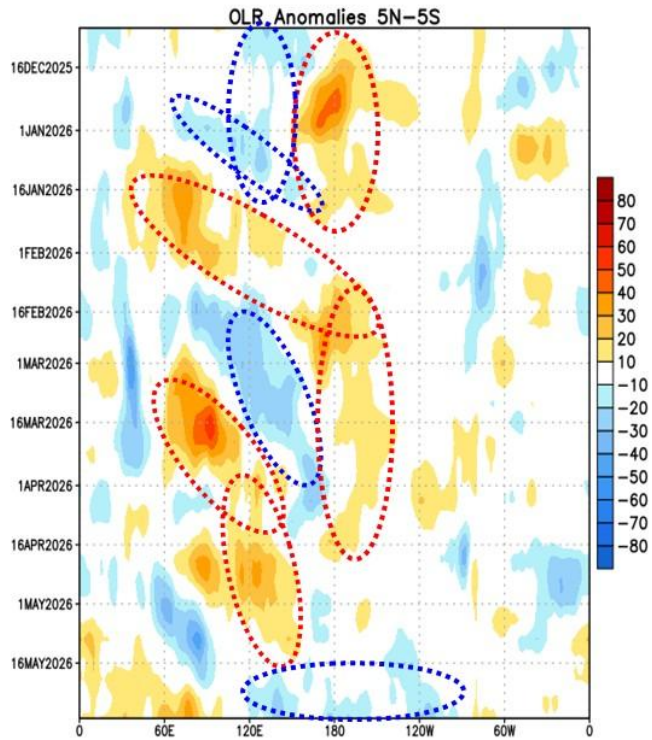 OLR Anomalies 5N-5S
16DEC2025
1JAN2026
16JAN2026
1FEB2026
16FEB2026
1MAR2026
16MAR2026
1APR2026
16APR2026
1MAY2026
16MAY2026
0 60E 120E 180 120W 60W 0
80
70
60
50
40
30
20
10
-10
-20
-30
-40
-50
-60
-70
-80